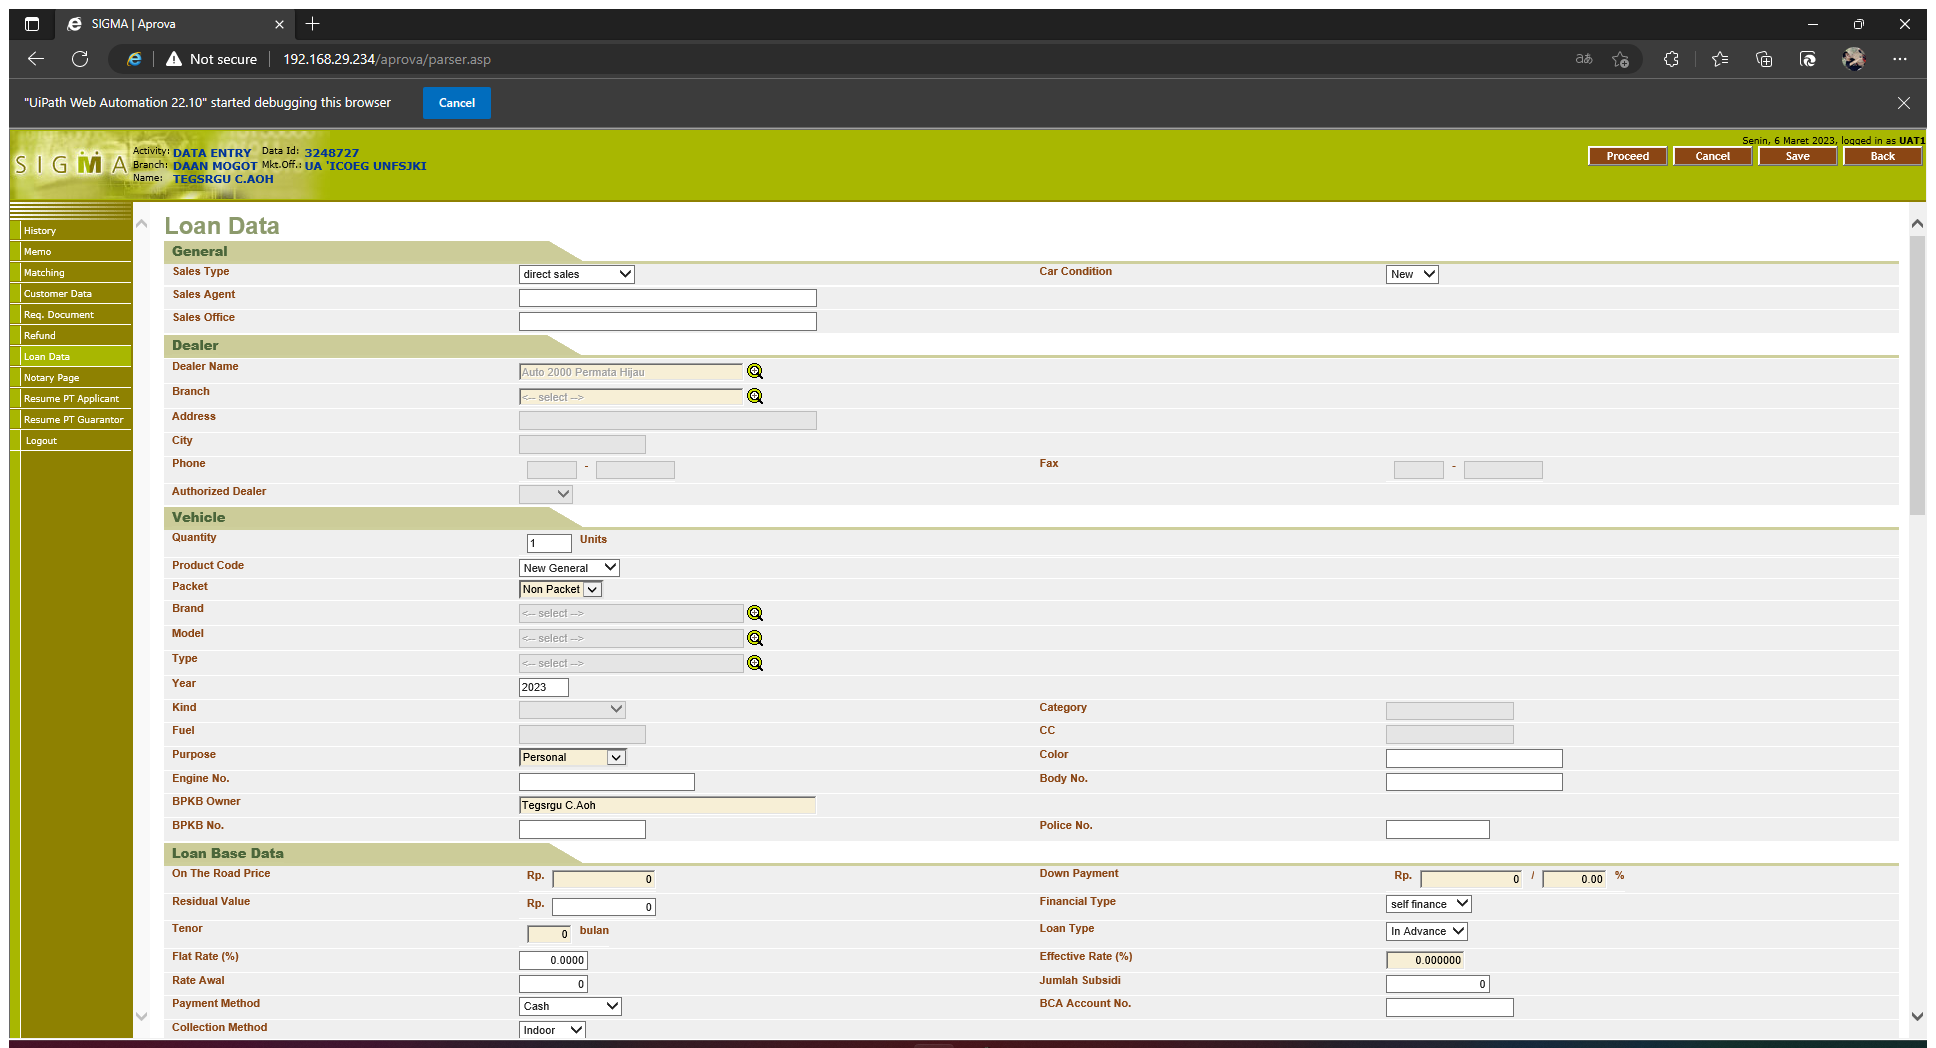 SIGMA | Aprova
Not secure 192.168.29.234/aprova/parser.asp
"UiPath Web Automation 22.10" started debugging this browser Cancel
Senin, 6 Maret 2023, logged in as UAT1
SIGMA
Activity: DATA ENTRY Data Id: 3248727
Branch: DAAN MOGOT Mkt.Off.: UA 'ICOEG UNFSJKI
Name: TEGSRGU C.AOH
Proceed Cancel Save Back
History
Memo
Matching
Customer Data
Req. Document
Refund
Loan Data
Notary Page
Resume PT Applicant
Resume PT Guarantor
Logout
Loan Data
General
Sales Type direct sales Car Condition New
Sales Agent
Sales Office
Dealer
Dealer Name Auto 2000 Permata Hijau
Branch <-- select -->
Address
City
Phone - Fax -
Authorized Dealer
Vehicle
Quantity 1 Units
Product Code New General
Packet Non Packet
Brand <-- select -->
Model <-- select -->
Type <-- select -->
Year 2023
Kind Category
Fuel CC
Purpose Personal Color
Engine No. Body No.
BPKB Owner Tegsrgu C.Aoh
BPKB No. Police No.
Loan Base Data
On The Road Price Rp. 0 Down Payment Rp. 0 / 0.00 %
Residual Value Rp. 0 Financial Type self finance
Tenor 0 bulan Loan Type In Advance
Flat Rate (%) 0.0000 Effective Rate (%) 0.000000
Rate Awal 0 Jumlah Subsidi 0
Payment Method Cash BCA Account No.
Collection Method Indoor